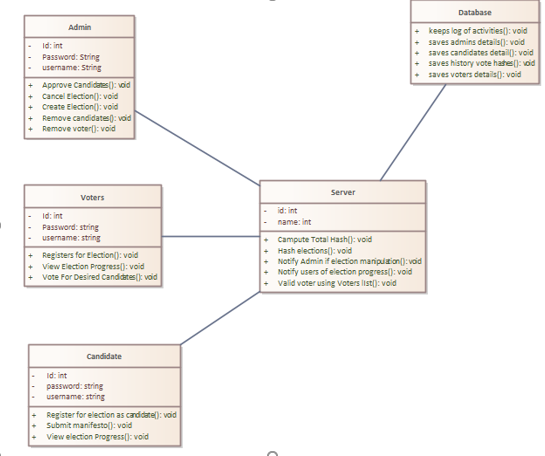 Admin
- Id: int
- Password: String
- username: String
+ Approve Candidates(): void
+ Cancel Election(): void
+ Create Election(): void
+ Remove candidates(): void
+ Remove voter(): void
Database
+ keeps log of activities(): void
+ saves admins details(): void
+ saves candidates detail(): void
+ saves history vote hashes(): void
+ saves voters details(): void
Voters
- Id: int
- Password: string
- username: string
+ Registers for Election(): void
+ View Election Progress(): void
+ Vote For Desired Candidates(): void
Server
- id: int
- name: int
+ Campute Total Hash(): void
+ Hash elections(): void
+ Notify Admin if election manipulation(): void
+ Notify users of election progress(): void
+ Valid voter using Voters list(): void
Candidate
- Id: int
- password: string
- username: string
+ Register for election as candidate(): void
+ Submit manifesto(): void
+ View election Progress(): void